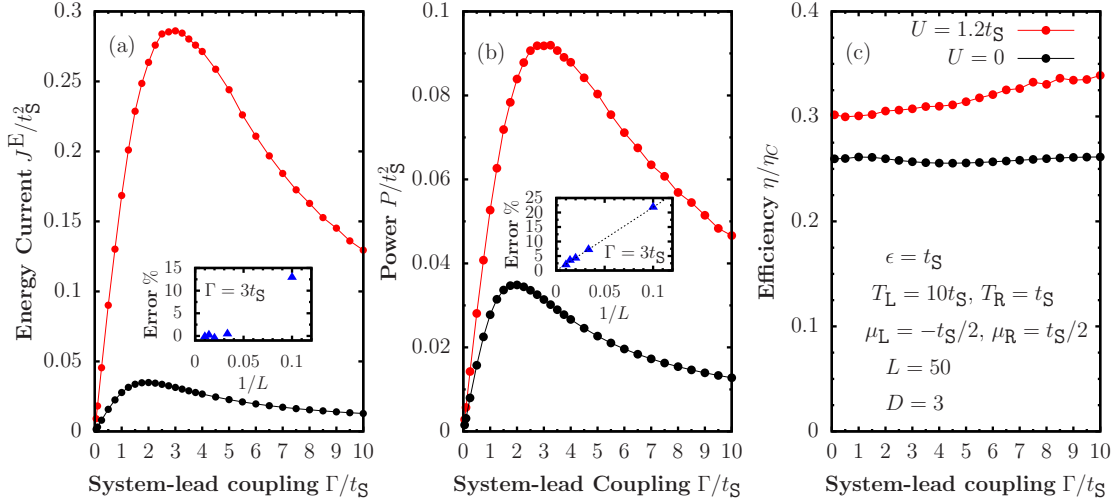 (a)
Energy Current J^E/t_S^2
0.3
0.25
0.2
0.15
0.1
0.05
0
0 1 2 3 4 5 6 7 8 9 10
System-lead coupling Γ/t_S
Error %
15
10
5
0
Γ = 3t_S
0 0.05 0.1
1/L
(b)
Power P/t_S^2
0.1
0.08
0.06
0.04
0.02
0
0 1 2 3 4 5 6 7 8 9 10
System-lead Coupling Γ/t_S
Error %
25
20
15
10
5
0
Γ = 3t_S
0 0.05 0.1
1/L
(c)
U = 1.2t_S
U = 0
Efficiency η/η_C
0.4
0.3
0.2
0.1
0
ϵ = t_S
T_L = 10t_S, T_R = t_S
μ_L = −t_S/2, μ_R = t_S/2
L = 50
D = 3
0 1 2 3 4 5 6 7 8 9 10
System-lead coupling Γ/t_S